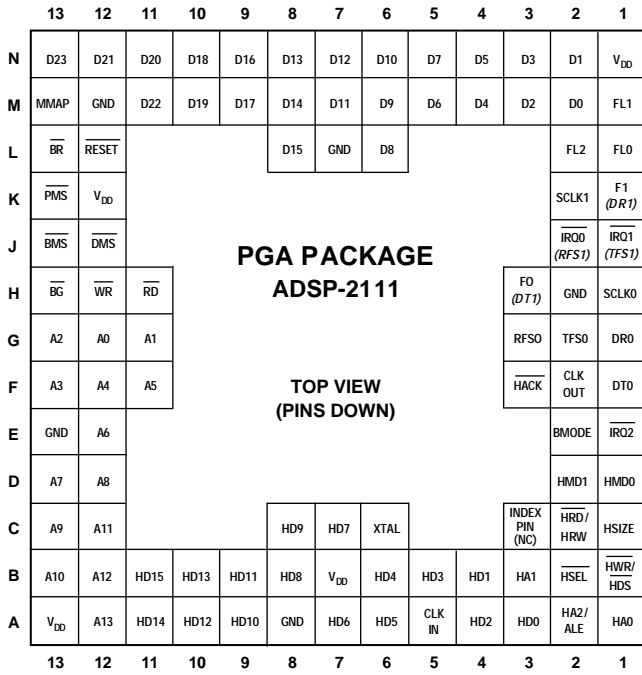 13 12 11 10 9 8 7 6 5 4 3 2 1
N D23 D21 D20 D18 D16 D13 D12 D10 D7 D5 D3 D1 VDD
M MMAP GND D22 D19 D17 D14 D11 D9 D6 D4 D2 D0 FL1
L BR RESET D15 GND D8 FL2 FL0
K PMS VDD SCLK1 F1
(DR1)
J BMS DMS IRQ0 IRQ1
(RFS1) (TFS1)
PGA PACKAGE
H BG WR RD ADSP-2111 FO GND SCLK0
(DT1)
G A2 A0 A1 RFSO TFS0 DR0
F A3 A4 A5 TOP VIEW HACK CLK DT0
OUT
(PINS DOWN)
E GND A6 BMODE IRQ2
D A7 A8 HMD1 HMD0
C A9 A11 HD9 HD7 XTAL INDEX HRD/ HSIZE
PIN HRW
(NC)
B A10 A12 HD15 HD13 HD11 HD8 VDD HD4 HD3 HD1 HA1 HSEL HWR/
HDS
A VDD A13 HD14 HD12 HD10 GND HD6 HD5 CLK HD2 HD0 HA2/ HA0
IN ALE
13 12 11 10 9 8 7 6 5 4 3 2 1